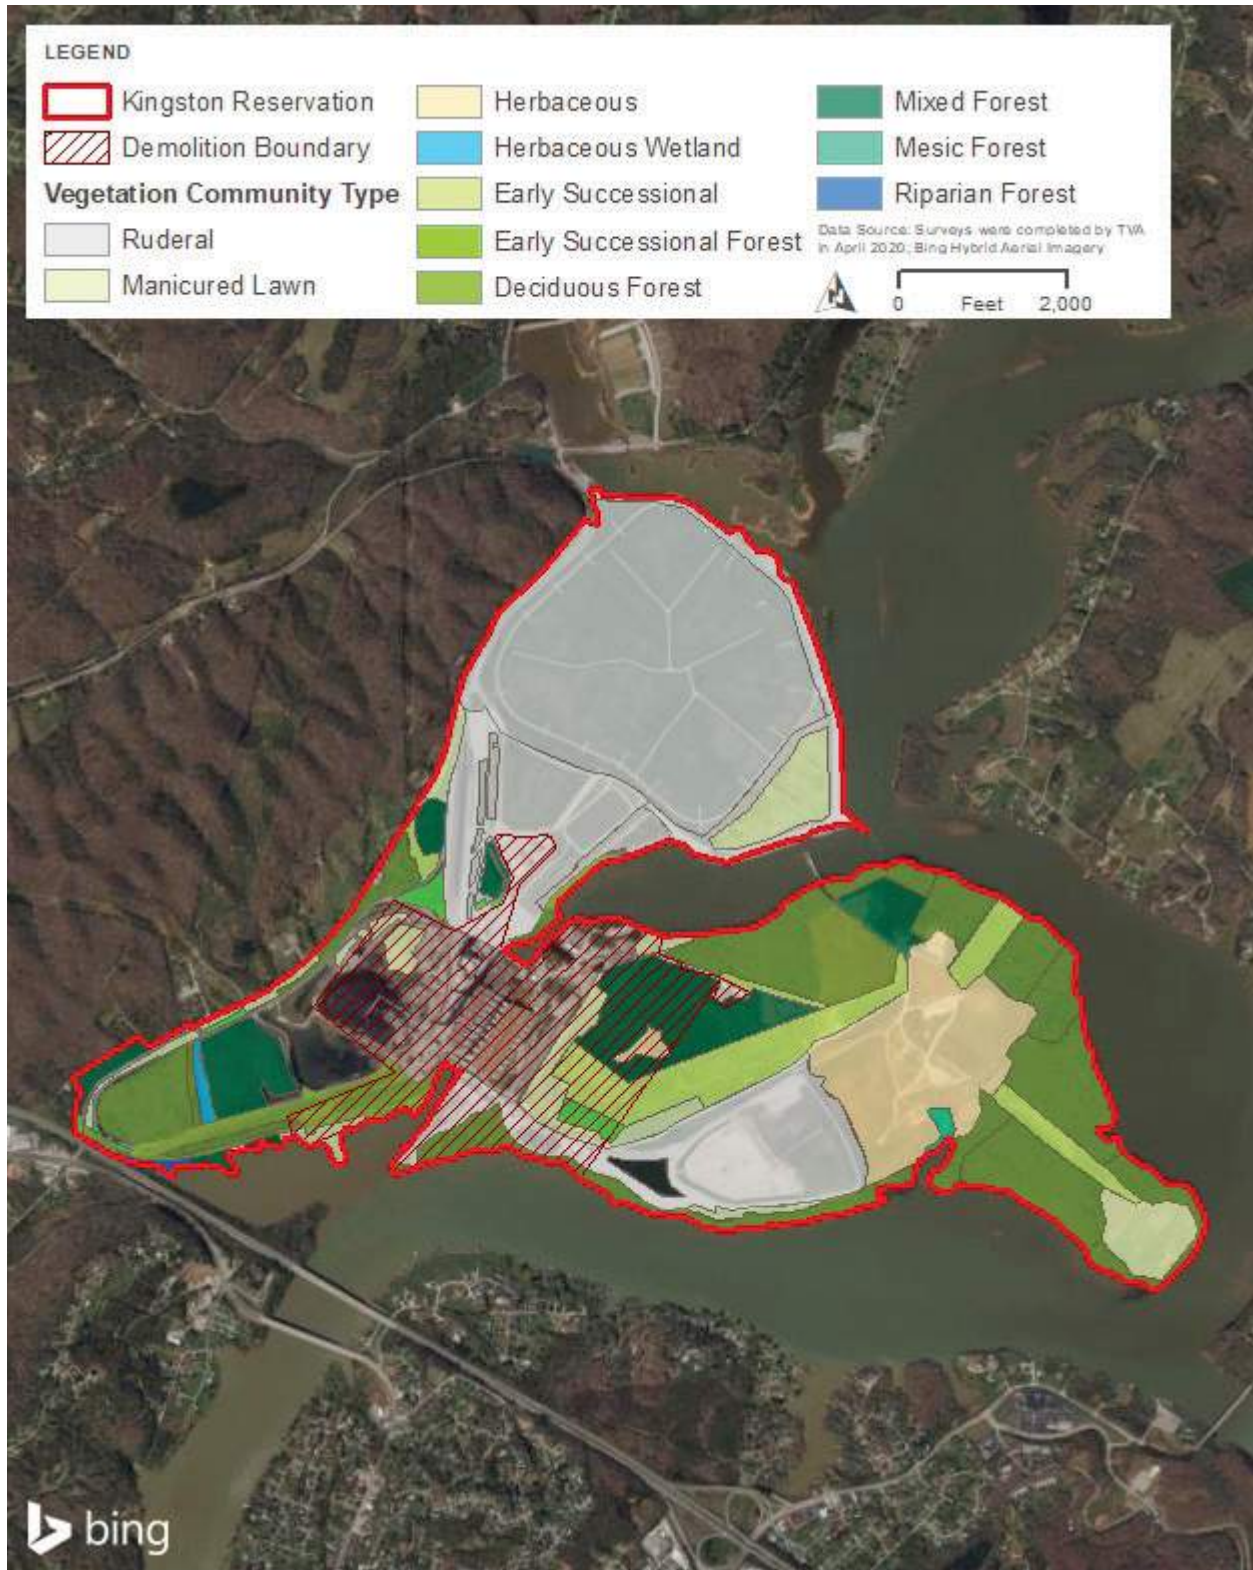 LEGEND
Kingston Reservation
Demolition Boundary
Vegetation Community Type
Ruderal
Manicured Lawn
Herbaceous
Herbaceous Wetland
Early Successional
Early Successional Forest
Deciduous Forest
Mixed Forest
Mesic Forest
Riparian Forest
Data Source: Surveys were completed by TVA
in April 2020; Bing Hybrid Aerial Imagery
N
0 Feet 2,000
bing